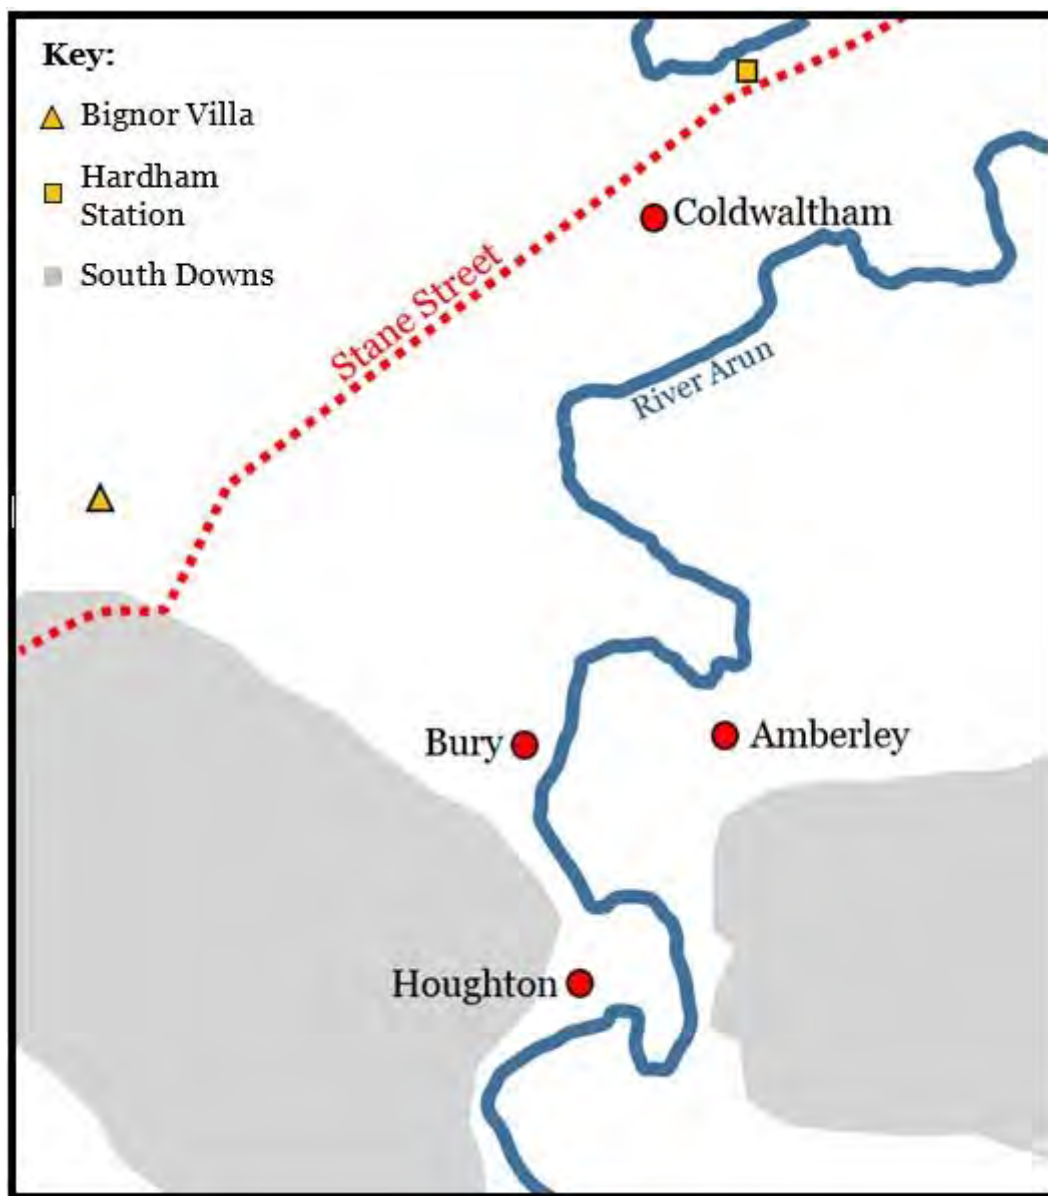 Key:
Bignor Villa
Hardham
Station
South Downs
Coldwaltham
Stane Street
River Arun
Bury
Amberley
Houghton